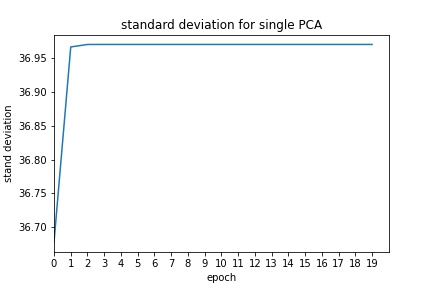 standard deviation for single PCA
36.95
36.90
36.85
36.80
36.75
36.70
stand deviation
0 1 2 3 4 5 6 7 8 9 10 11 12 13 14 15 16 17 18 19
epoch